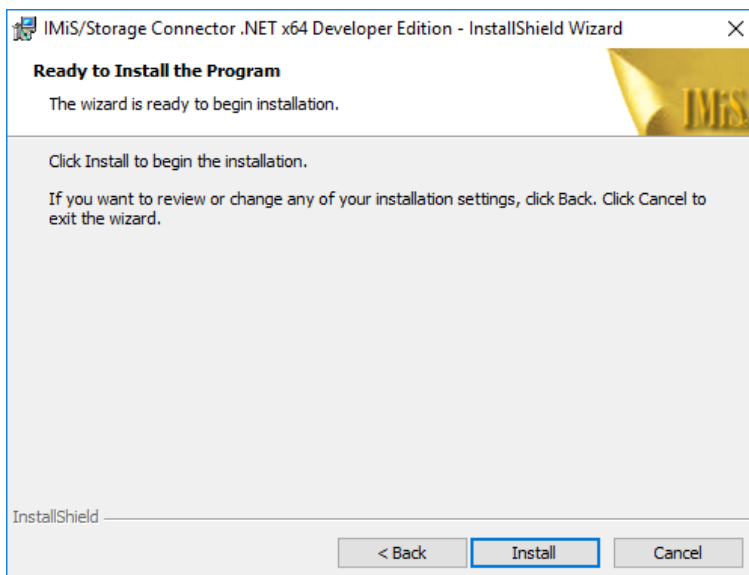 IMiS/Storage Connector .NET x64 Developer Edition - InstallShield Wizard
Ready to Install the Program
The wizard is ready to begin installation.
IMiS
Click Install to begin the installation.
If you want to review or change any of your installation settings, click Back. Click Cancel to
exit the wizard.
InstallShield
< Back
Install
Cancel